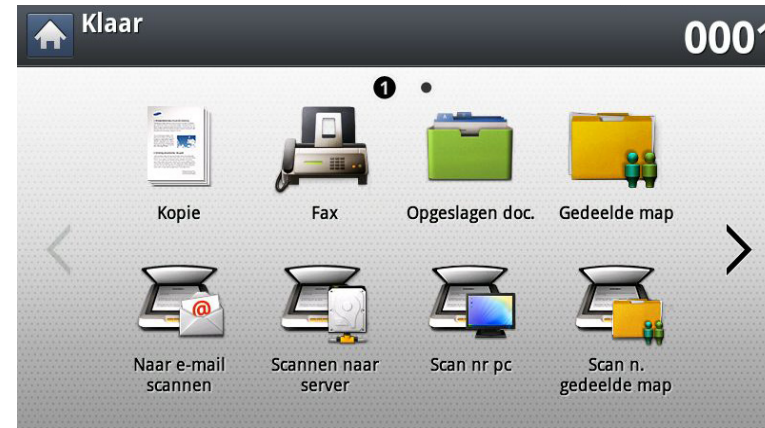 Klaar
0001
1
Kopie
Fax
Opgeslagen doc.
Gedeelde map
Naar e-mail
scannen
Scannen naar
server
Scan nr pc
Scan n.
gedeelde map